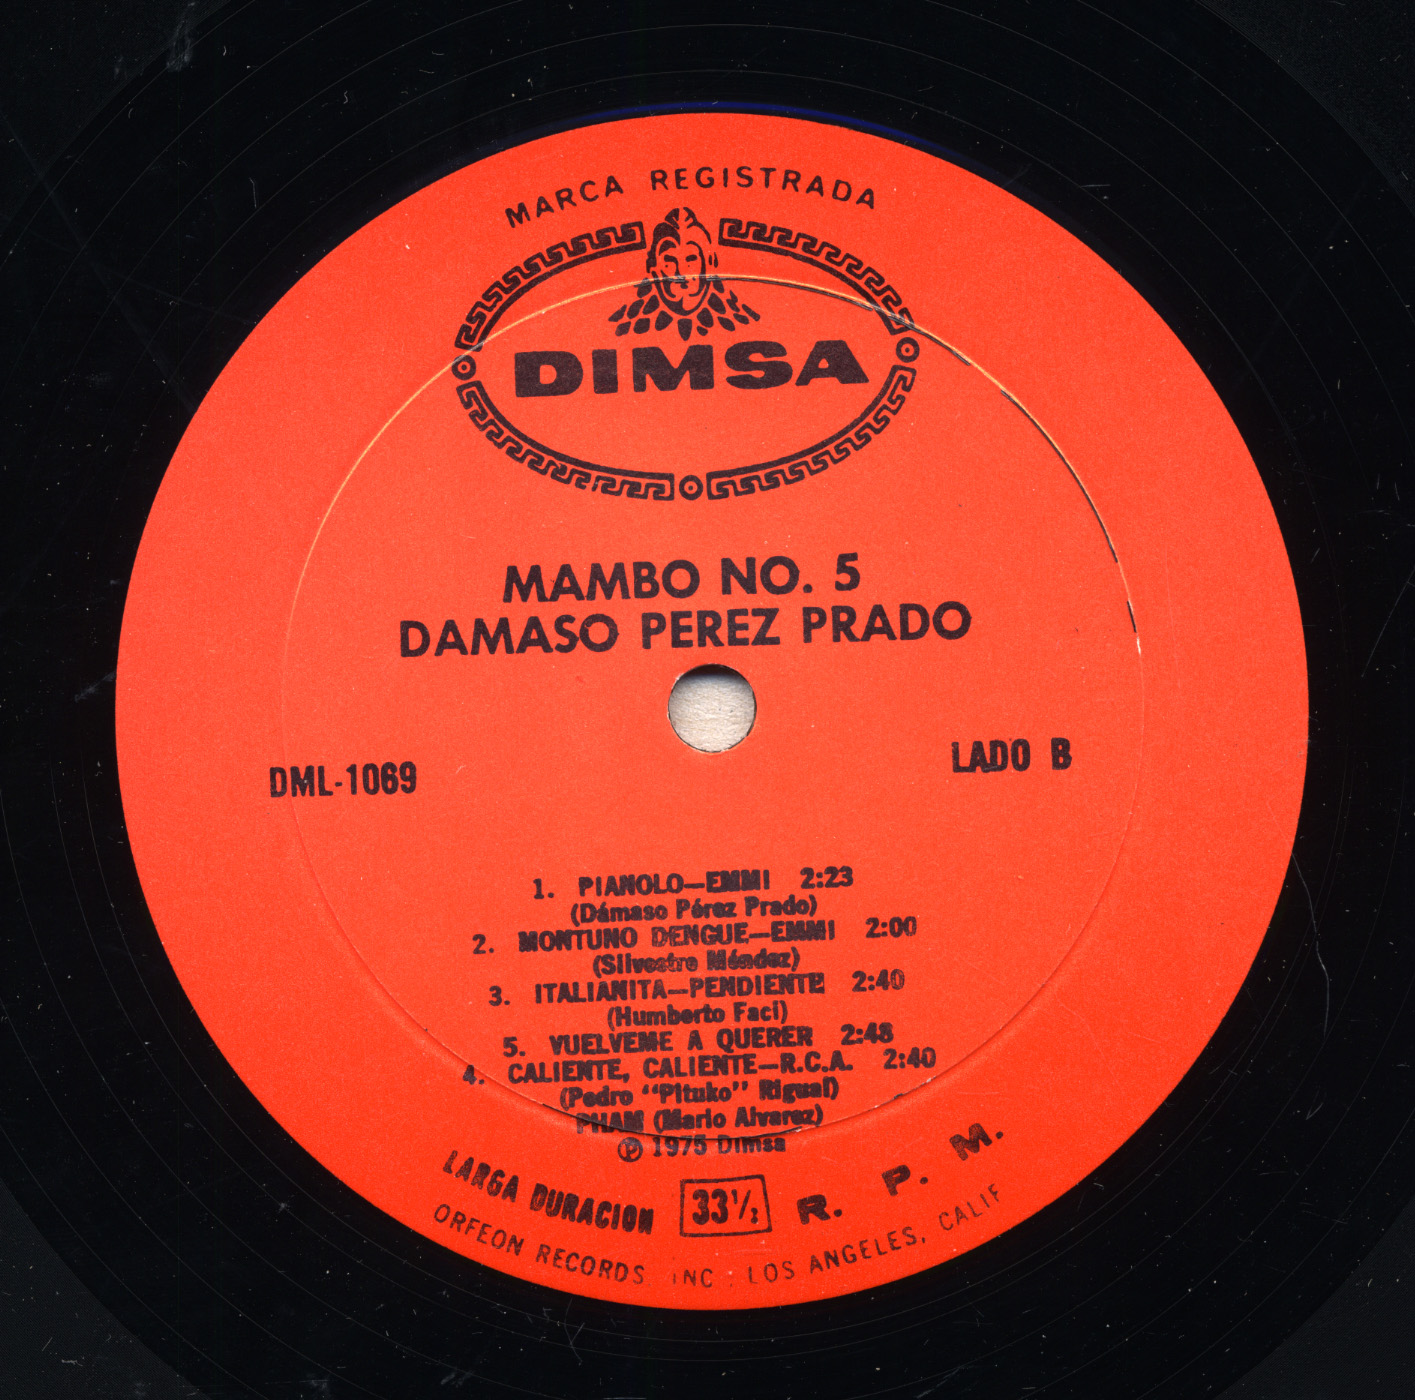 MARCA REGISTRADA
DIMSA
MAMBO NO. 5
DAMASO PEREZ PRADO
DML-1069
LADO B
1. PIANOLO—EMMI 2:23
(Dámaso Pérez Prado)
2. MONTUNO DENGUE—EMMI 2:00
(Silvestre Méndez)
3. ITALIANITA—PENDIENTE 2:40
(Humberto Faci)
5. VUELVEME A QUERER 2:48
4. CALIENTE, CALIENTE—R.C.A. 2:40
(Pedro “Pituko” Rigual)
PHAM (Mario Alvarez)
℗ 1975 Dimsa
LARGA DURACION 33⅓ R. P. M.
ORFEON RECORDS INC. LOS ANGELES, CALIF